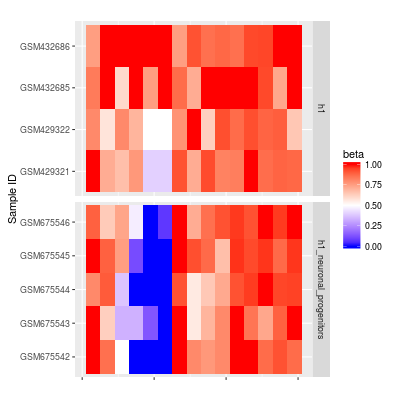 Sample ID
GSM432686
GSM432685
GSM429322
GSM429321
h1
GSM675546
GSM675545
GSM675544
GSM675543
GSM675542
h1_neuronal_progenitors
beta
1.00
0.75
0.50
0.25
0.00